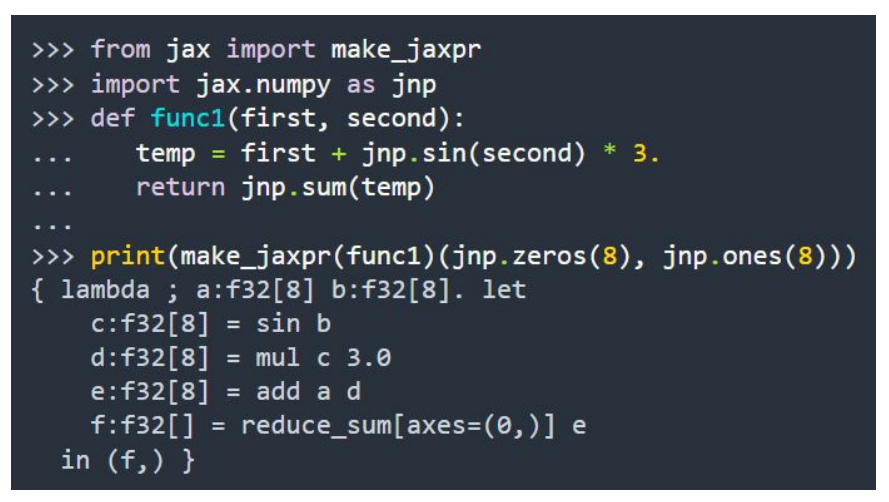 >>> from jax import make_jaxpr
>>> import jax.numpy as jnp
>>> def func1(first, second):
...    temp = first + jnp.sin(second) * 3.
...    return jnp.sum(temp)
...
>>> print(make_jaxpr(func1)(jnp.zeros(8), jnp.ones(8)))
{ lambda ; a:f32[8] b:f32[8]. let
    c:f32[8] = sin b
    d:f32[8] = mul c 3.0
    e:f32[8] = add a d
    f:f32[] = reduce_sum[axes=(0,)] e
  in (f,) }